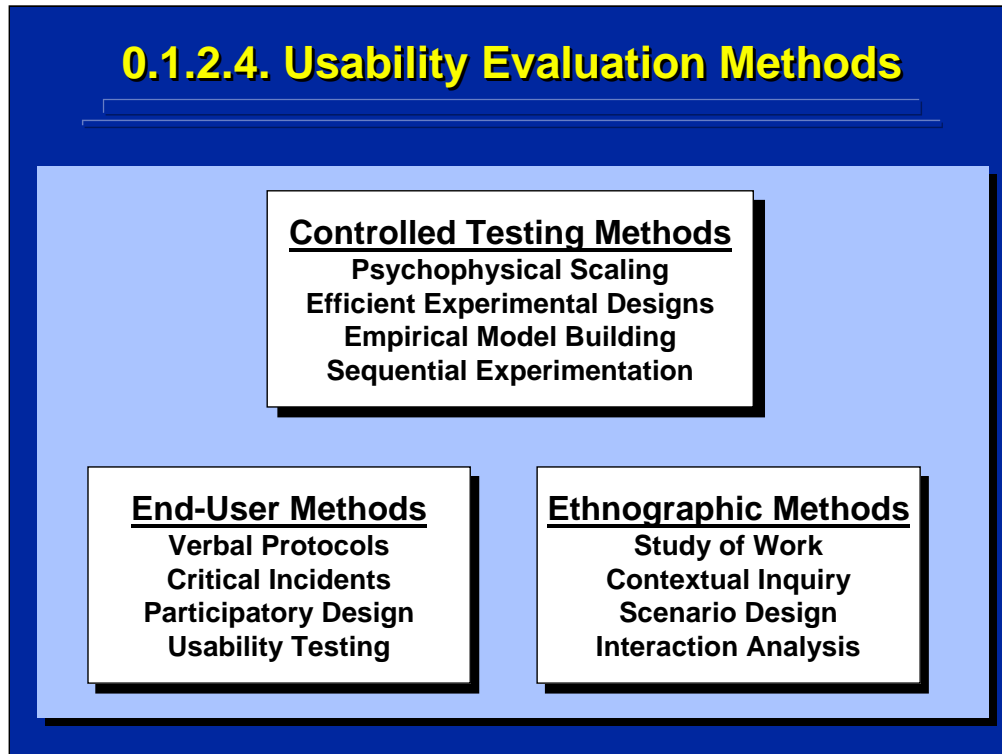 0.1.2.4. Usability Evaluation Methods
Controlled Testing Methods
Psychophysical Scaling
Efficient Experimental Designs
Empirical Model Building
Sequential Experimentation
End-User Methods
Verbal Protocols
Critical Incidents
Participatory Design
Usability Testing
Ethnographic Methods
Study of Work
Contextual Inquiry
Scenario Design
Interaction Analysis